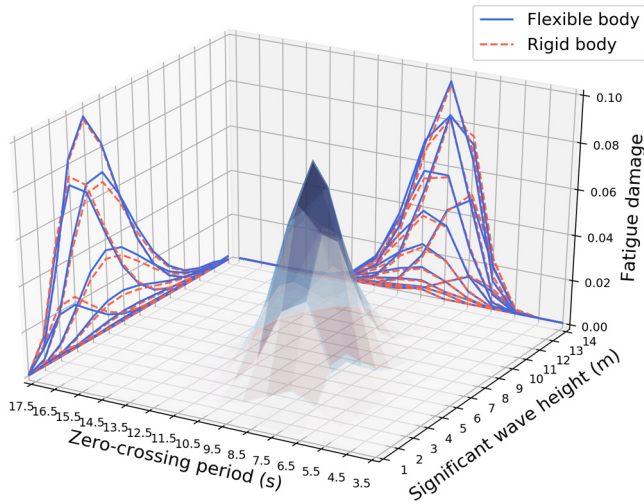 Flexible body
Rigid body
0.10
0.08
0.06
0.04
0.02
0.00
Fatigue damage
17.5 16.5 15.5 14.5 13.5 12.5 11.5 10.5 9.5 8.5 7.5 6.5 5.5 4.5 3.5
Zero-crossing period (s)
1 2 3 4 5 6 7 8 9 10 11 12 13 14
Significant wave height (m)